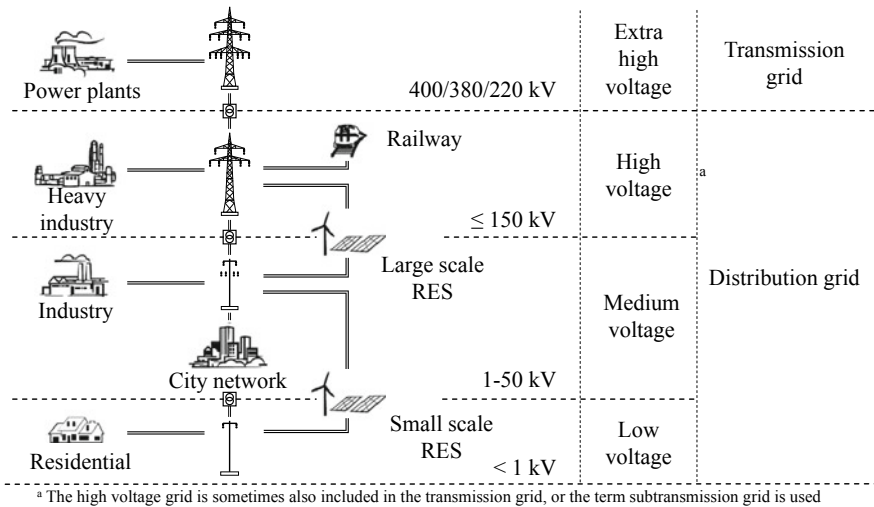 Extra
high
voltage
Transmission
grid
Power plants
400/380/220 kV
Railway
High
voltage
a
Heavy
industry
≤ 150 kV
Large scale
RES
Industry
Distribution grid
Medium
voltage
City network
1-50 kV
Small scale
RES
Low
voltage
Residential
< 1 kV
a The high voltage grid is sometimes also included in the transmission grid, or the term subtransmission grid is used